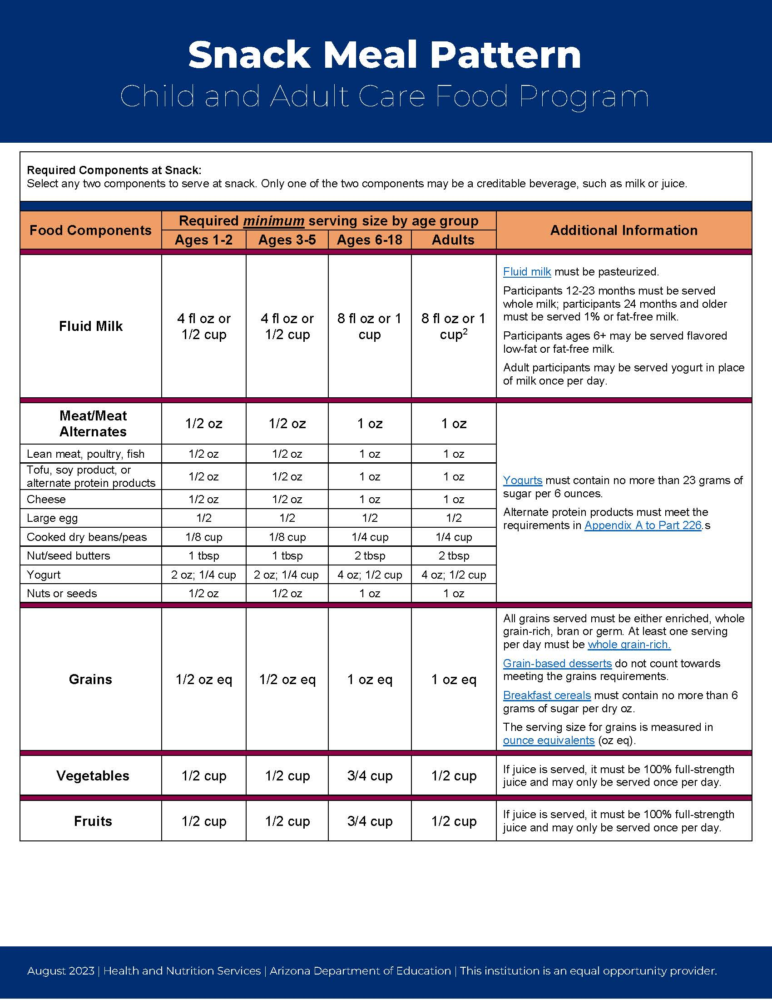 Snack Meal Pattern
Child and Adult Care Food Program
Required Components at Snack:
Select any two components to serve at snack. Only one of the two components may be a creditable beverage, such as milk or juice.
Food Components
Required minimum serving size by age group
Additional Information
Ages 1-2
Ages 3-5
Ages 6-18
Adults
Fluid Milk
4 fl oz or
1/2 cup
4 fl oz or
1/2 cup
8 fl oz or 1
cup
8 fl oz or 1
cup²
Fluid milk must be pasteurized.
Participants 12-23 months must be served
whole milk; participants 24 months and older
must be served 1% or fat-free milk.
Participants ages 6+ may be served flavored
low-fat or fat-free milk.
Adult participants may be served yogurt in place
of milk once per day.
Meat/Meat
Alternates
1/2 oz
1/2 oz
1 oz
1 oz
Lean meat, poultry, fish
1/2 oz
1/2 oz
1 oz
1 oz
Tofu, soy product, or
alternate protein products
1/2 oz
1/2 oz
1 oz
1 oz
Cheese
1/2 oz
1/2 oz
1 oz
1 oz
Large egg
1/2
1/2
1/2
1/2
Cooked dry beans/peas
1/8 cup
1/8 cup
1/4 cup
1/4 cup
Nut/seed butters
1 tbsp
1 tbsp
2 tbsp
2 tbsp
Yogurt
2 oz; 1/4 cup
2 oz; 1/4 cup
4 oz; 1/2 cup
4 oz; 1/2 cup
Nuts or seeds
1/2 oz
1/2 oz
1 oz
1 oz
Yogurts must contain no more than 23 grams of
sugar per 6 ounces.
Alternate protein products must meet the
requirements in Appendix A to Part 226.s
Grains
1/2 oz eq
1/2 oz eq
1 oz eq
1 oz eq
All grains served must be either enriched, whole
grain-rich, bran or germ. At least one serving
per day must be whole grain-rich.
Grain-based desserts do not count towards
meeting the grains requirements.
Breakfast cereals must contain no more than 6
grams of sugar per dry oz.
The serving size for grains is measured in
ounce equivalents (oz eq).
Vegetables
1/2 cup
1/2 cup
3/4 cup
1/2 cup
If juice is served, it must be 100% full-strength
juice and may only be served once per day.
Fruits
1/2 cup
1/2 cup
3/4 cup
1/2 cup
If juice is served, it must be 100% full-strength
juice and may only be served once per day.
August 2023 | Health and Nutrition Services | Arizona Department of Education | This institution is an equal opportunity provider.